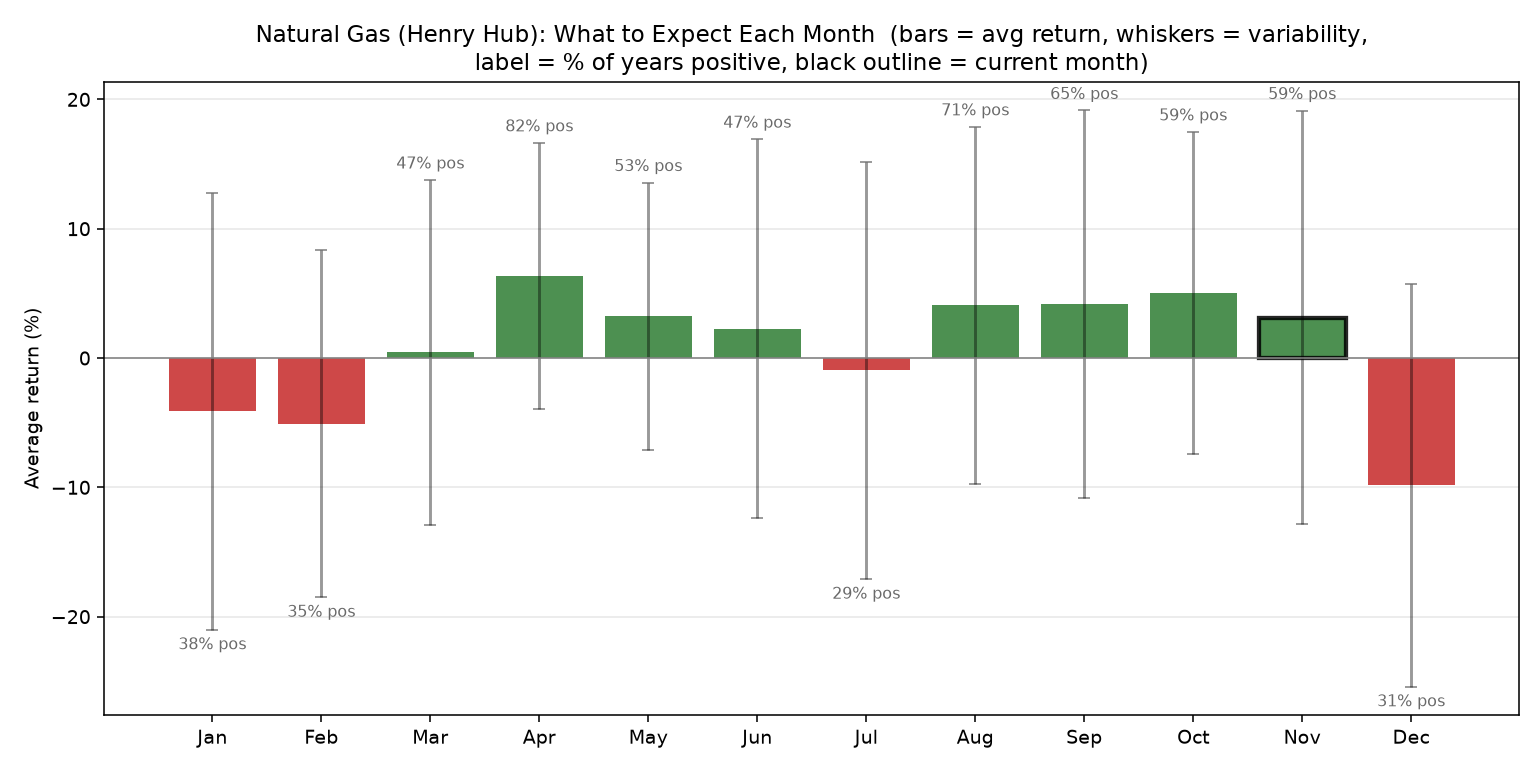 Natural Gas (Henry Hub): What to Expect Each Month  (bars = avg return, whiskers = variability,
label = % of years positive, black outline = current month)
Average return (%)
20
10
0
−10
−20
38% pos
35% pos
47% pos
82% pos
53% pos
47% pos
29% pos
71% pos
65% pos
59% pos
59% pos
31% pos
Jan
Feb
Mar
Apr
May
Jun
Jul
Aug
Sep
Oct
Nov
Dec